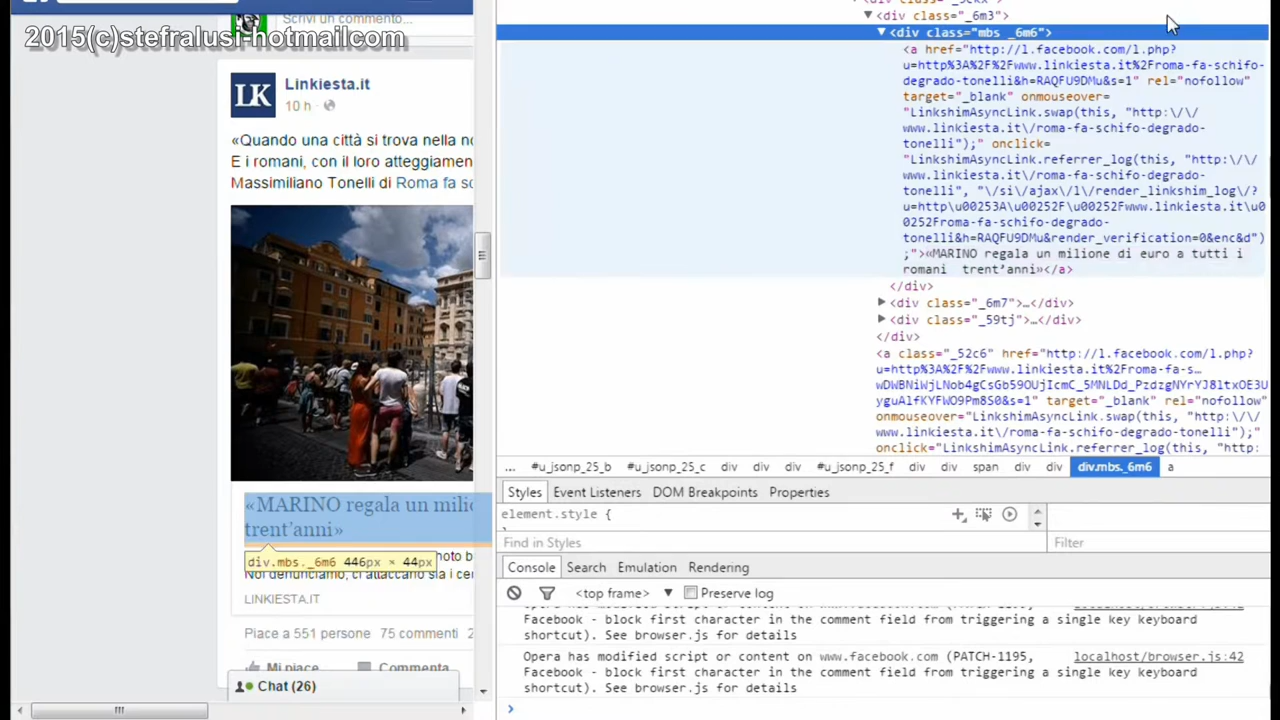 Scrivi un commento...
2015(c)stefralusi-hotmail.com
Linkiesta.it
10 h
«Quando una città si trova nella
E i romani, con il loro
Massimiliano Tonelli di Roma fa
«MARINO regala un
trent'anni»
div.mbs._6m6 446px × 44px
Noi denunciamo, ci attaccano sia i
LINKIESTA.IT
Piace a 551 persone 75 commenti
Mi piace Commenta
Chat (26)
▼<div class="_6m3">
▼<div class="mbs _6m6">
<a href="http://l.facebook.com/l.php?
u=http%3A%2F%2Fwww.linkiesta.it%2Froma-fa-schifo-
degrado-tonelli&h=RAQFU9DMu&s=1" rel="nofollow"
target="_blank" onmouseover=
"LinkshimAsyncLink.swap(this, "http:\/\/
www.linkiesta.it\/roma-fa-schifo-degrado-
tonelli");" onclick=
"LinkshimAsyncLink.referrer_log(this, "http:\/\/
www.linkiesta.it\/roma-fa-schifo-degrado-
tonelli", "\/si\/ajax\/l\/render_linkshim_log\/?
u=http\u00253A\u00252F\u00252Fwww.linkiesta.it\u0
0252Froma-fa-schifo-degrado-
tonelli&h=RAQFU9DMu&render_verification=0&enc&d")
;">«MARINO regala un milione di euro a tutti i
romani trent'anni»</a>
</div>
▶<div class="_6m7">…</div>
▶<div class="_59tj">…</div>
</div>
<a class="_52c6" href="http://l.facebook.com/l.php?
u=http%3A%2F%2Fwww.linkiesta.it%2Froma-fa-s…
yguAlfKYFWO9Pm8S0&s=1" target="_blank" rel="nofollow"
onmouseover="LinkshimAsyncLink.swap(this, "http:\/\/
www.linkiesta.it\/roma-fa-schifo-degrado-tonelli");"
onclick="LinkshimAsyncLink.referrer_log(this, "http:
... #u_jsonp_25_b #u_jsonp_25_c div div div #u_jsonp_25_f div div span div div div.mbs._6m6 a
Styles Event Listeners DOM Breakpoints Properties
element.style {
Find in Styles Filter
Console Search Emulation Rendering
<top frame> ▼ Preserve log
Facebook - block first character in the comment field from triggering a single key keyboard
shortcut). See browser.js for details
Opera has modified script or content on www.facebook.com (PATCH-1195, localhost/browser.js:42
Facebook - block first character in the comment field from triggering a single key keyboard
shortcut). See browser.js for details
>